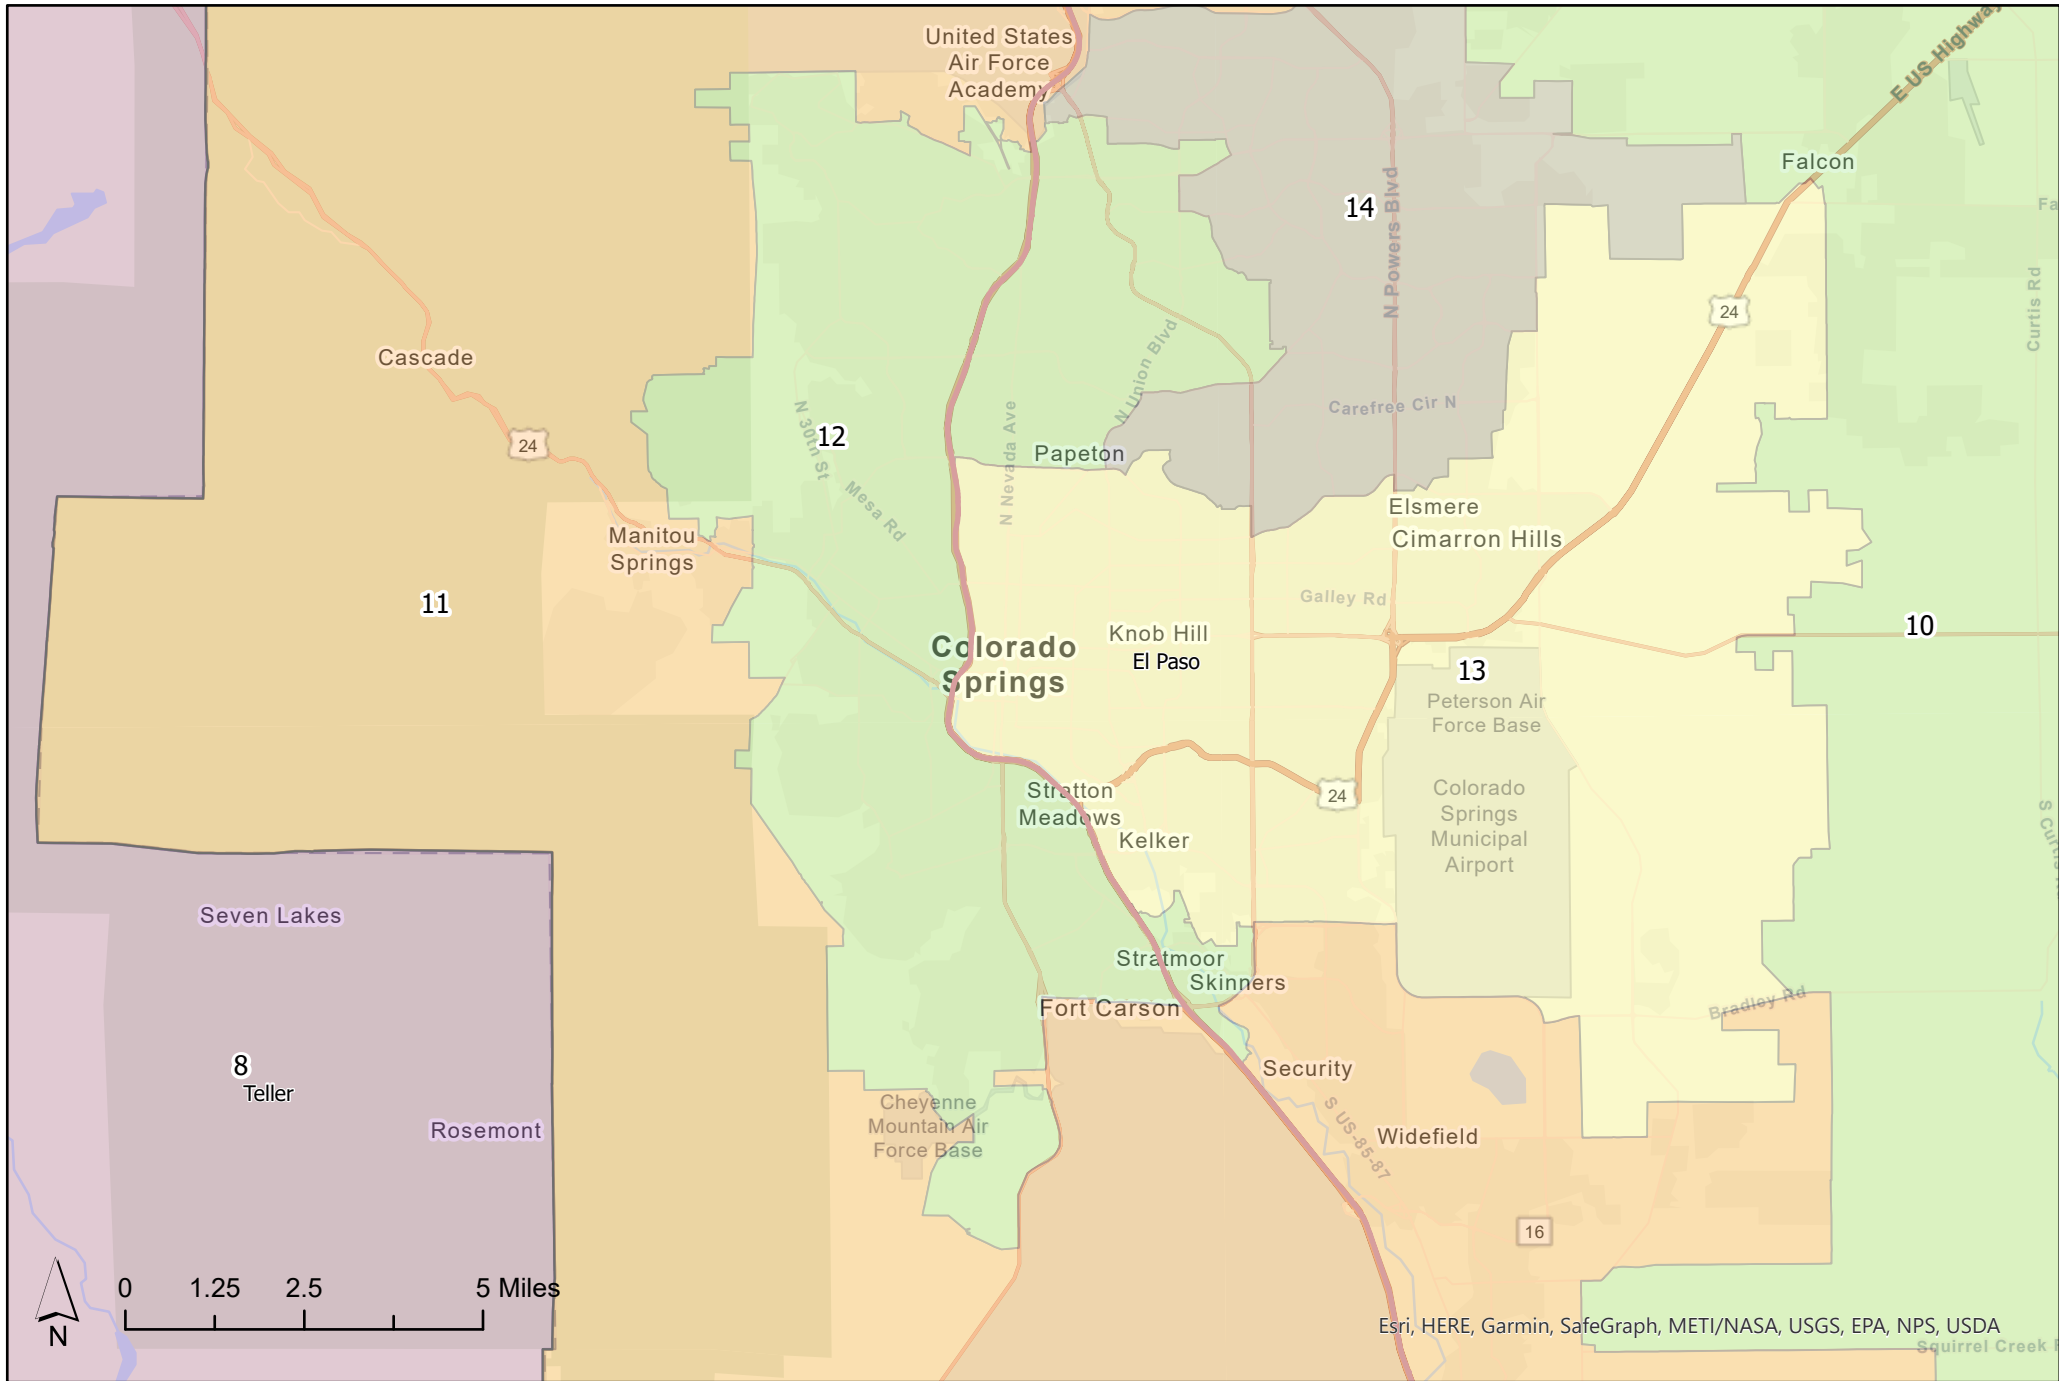 United States
Air Force
Academy
E US Highway
Falcon
14
N Powers Blvd
Fa
24
Curtis Rd
Cascade
N Union Blvd
Carefree Cir N
24
12
N 30th St
N Nevada Ave
Papeton
Mesa Rd
Elsmere
Cimarron Hills
Manitou
Springs
11
Galley Rd
10
Colorado
Springs
Knob Hill
El Paso
13
Peterson Air
Force Base
Stratton
Meadows
24
Colorado
Springs
Municipal
Airport
Kelker
Seven Lakes
Stratmoor
Skinners
Fort Carson
Bradley Rd
8
Teller
Security
Cheyenne
Mountain Air
Force Base
Rosemont
S US-85-87
Widefield
16
0 1.25 2.5 5 Miles
N
Esri, HERE, Garmin, SafeGraph, METI/NASA, USGS, EPA, NPS, USDA
Squirrel Creek